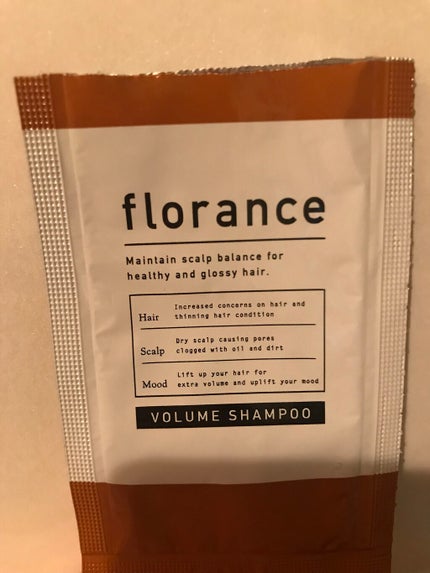 florance
Maintain scalp balance for
healthy and glossy hair.
Hair
Increased concerns on hair and
thinning hair condition
Scalp
Dry scalp causing pores
clogged with oil and dirt
Mood
Lift up your hair for
extra volume and uplift your mood
VOLUME SHAMPOO